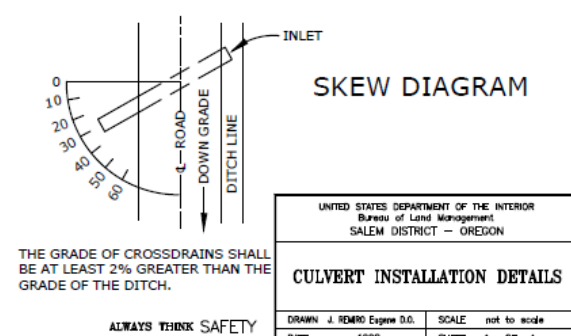 INLET
SKEW DIAGRAM
0
10
20
30
40
50
60
℄ ROAD
DOWN GRADE
DITCH LINE
THE GRADE OF CROSSDRAINS SHALL
BE AT LEAST 2% GREATER THAN THE
GRADE OF THE DITCH.
ALWAYS THINK SAFETY
UNITED STATES DEPARTMENT OF THE INTERIOR
Bureau of Land Management
SALEM DISTRICT — OREGON
CULVERT INSTALLATION DETAILS
DRAWN J. REMRO Eugene D.O.
SCALE not to scale